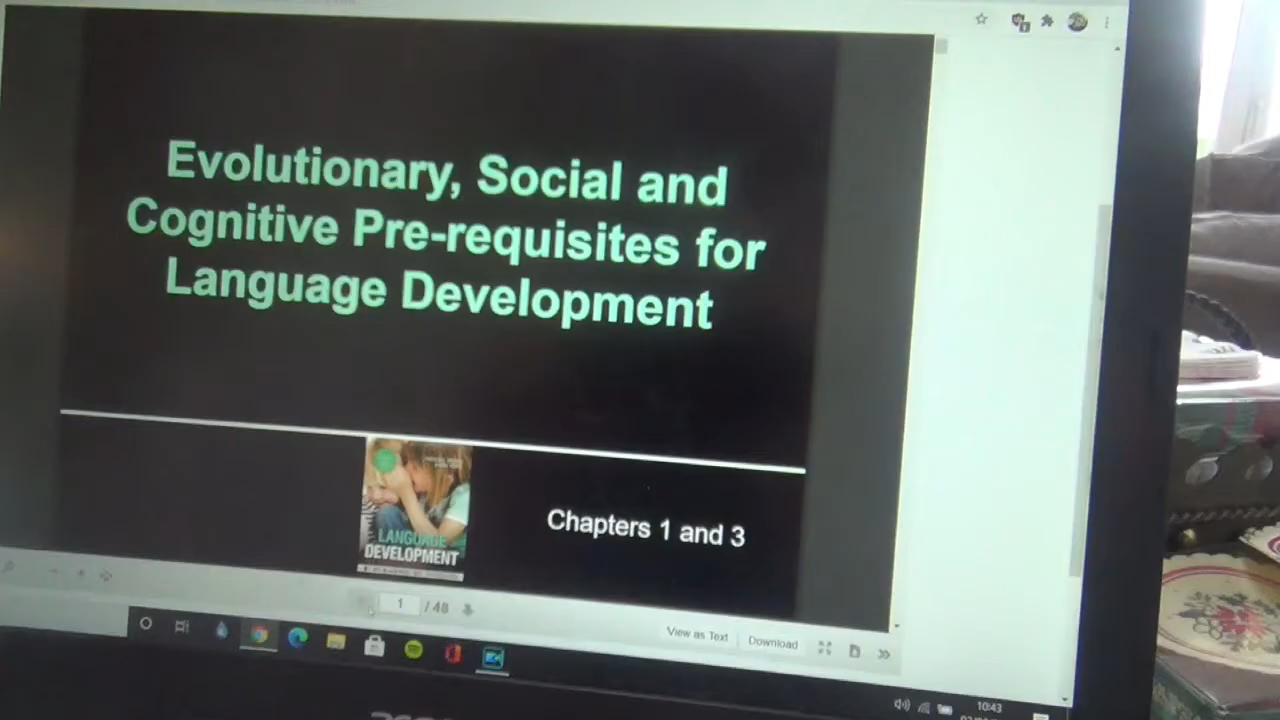 Evolutionary, Social and
Cognitive Pre-requisites for
Language Development
LANGUAGE
DEVELOPMENT
Chapters 1 and 3
1 / 48
View as Text
Download
10:43